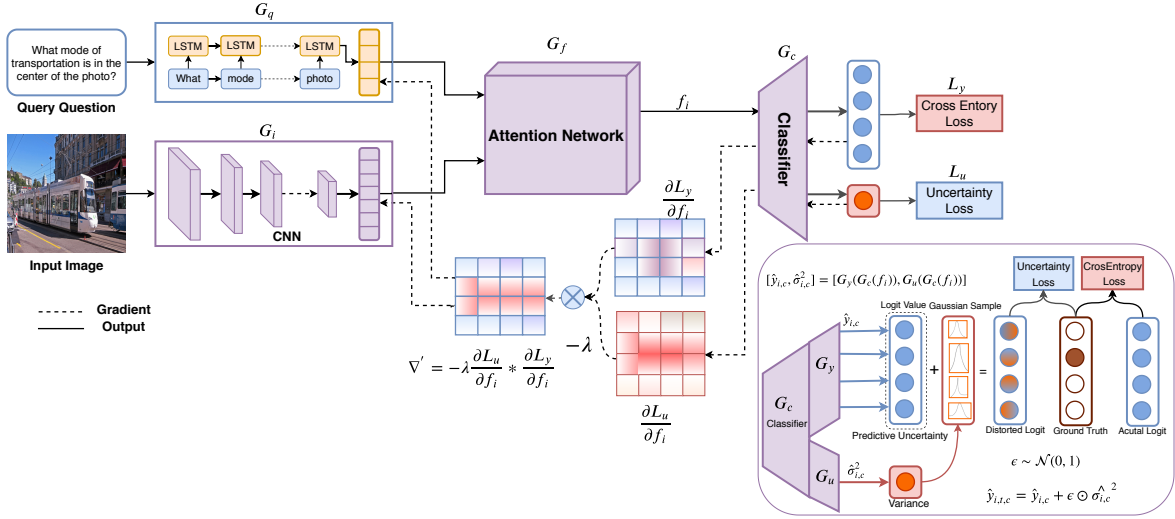 G_q
What mode of
transportation is in the
center of the photo?
Query Question
LSTM LSTM LSTM
What mode photo
G_i
CNN
Input Image
G_f
Attention Network
f_i
G_c
Classifier
L_y
Cross Entory
Loss
L_u
Uncertainty
Loss
Gradient
Output
∂L_y
∂f_i
−λ
∂L_u
∂f_i
∇′ = −λ ∂L_u/∂f_i * ∂L_y/∂f_i
[ŷ_{i,c}, σ̂²_{i,c}] = [G_y(G_c(f_i)), G_u(G_c(f_i))]
Uncertainty
Loss
CrosEntropy
Loss
Logit Value Gaussian Sample
ŷ_{i,c}
G_y
G_c
Classifier
+ =
Predictive Uncertainty Distorted Logit Ground Truth Acutal Logit
G_u
σ̂²_{i,c}
Variance
ϵ ∼ N(0, 1)
ŷ_{i,t,c} = ŷ_{i,c} + ϵ ⊙ σ̂_{i,c}²